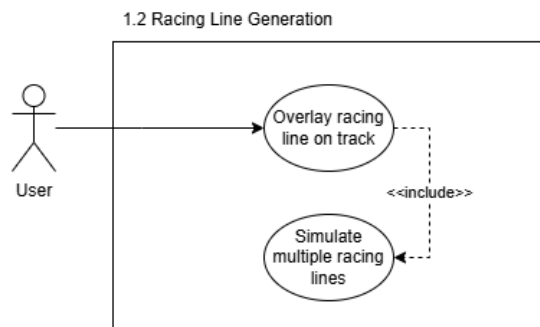 1.2 Racing Line Generation
Overlay racing
line on track
User
<<include>>
Simulate
multiple racing
lines